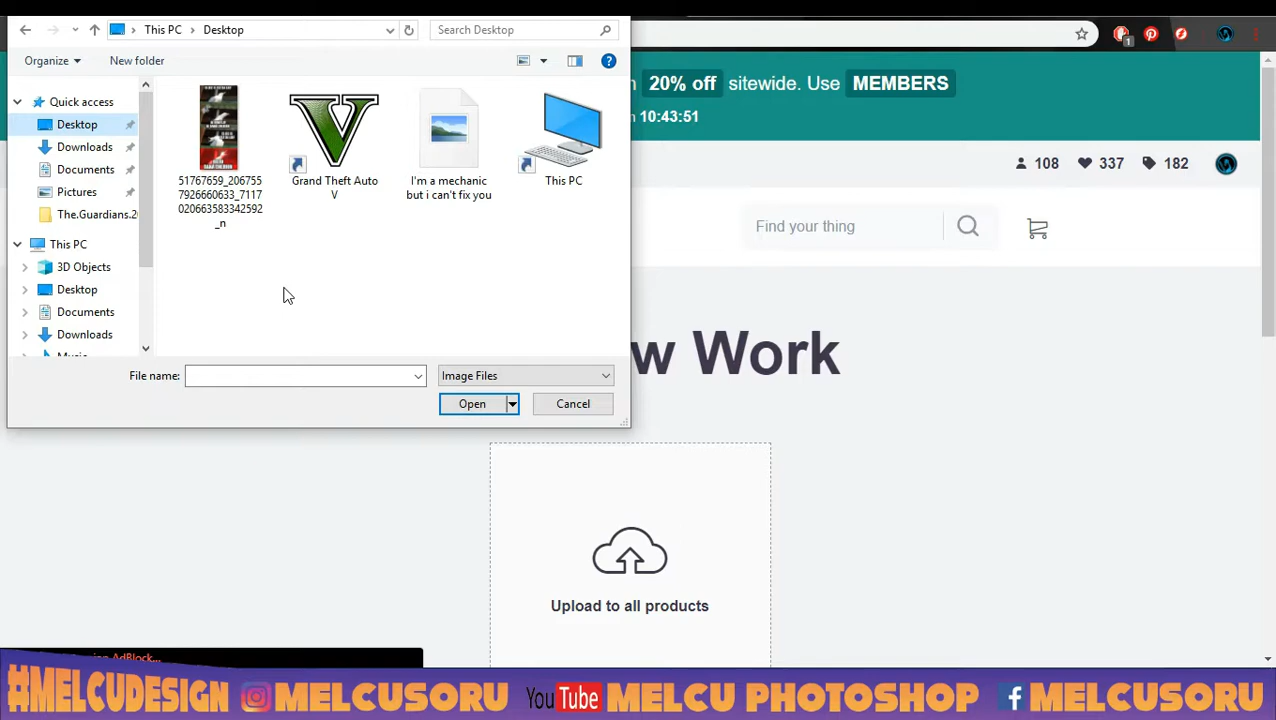 This PC
Desktop
Search Desktop
Organize
New folder
Quick access
Desktop
Downloads
Documents
Pictures
The.Guardians.2
This PC
3D Objects
Desktop
Documents
Downloads
Music
51767659_206755
7926660633_7117
020663583342592
_n
Grand Theft Auto
V
I'm a mechanic
but i can't fix you
This PC
File name:
Image Files
Open
Cancel
1
20% off sitewide. Use MEMBERS
10:43:51
108
337
182
Find your thing
w Work
Upload to all products
AdBlock...
#MELCUDESIGN
MELCUSORU
YouTube
MELCU PHOTOSHOP
f
MELCUSORU